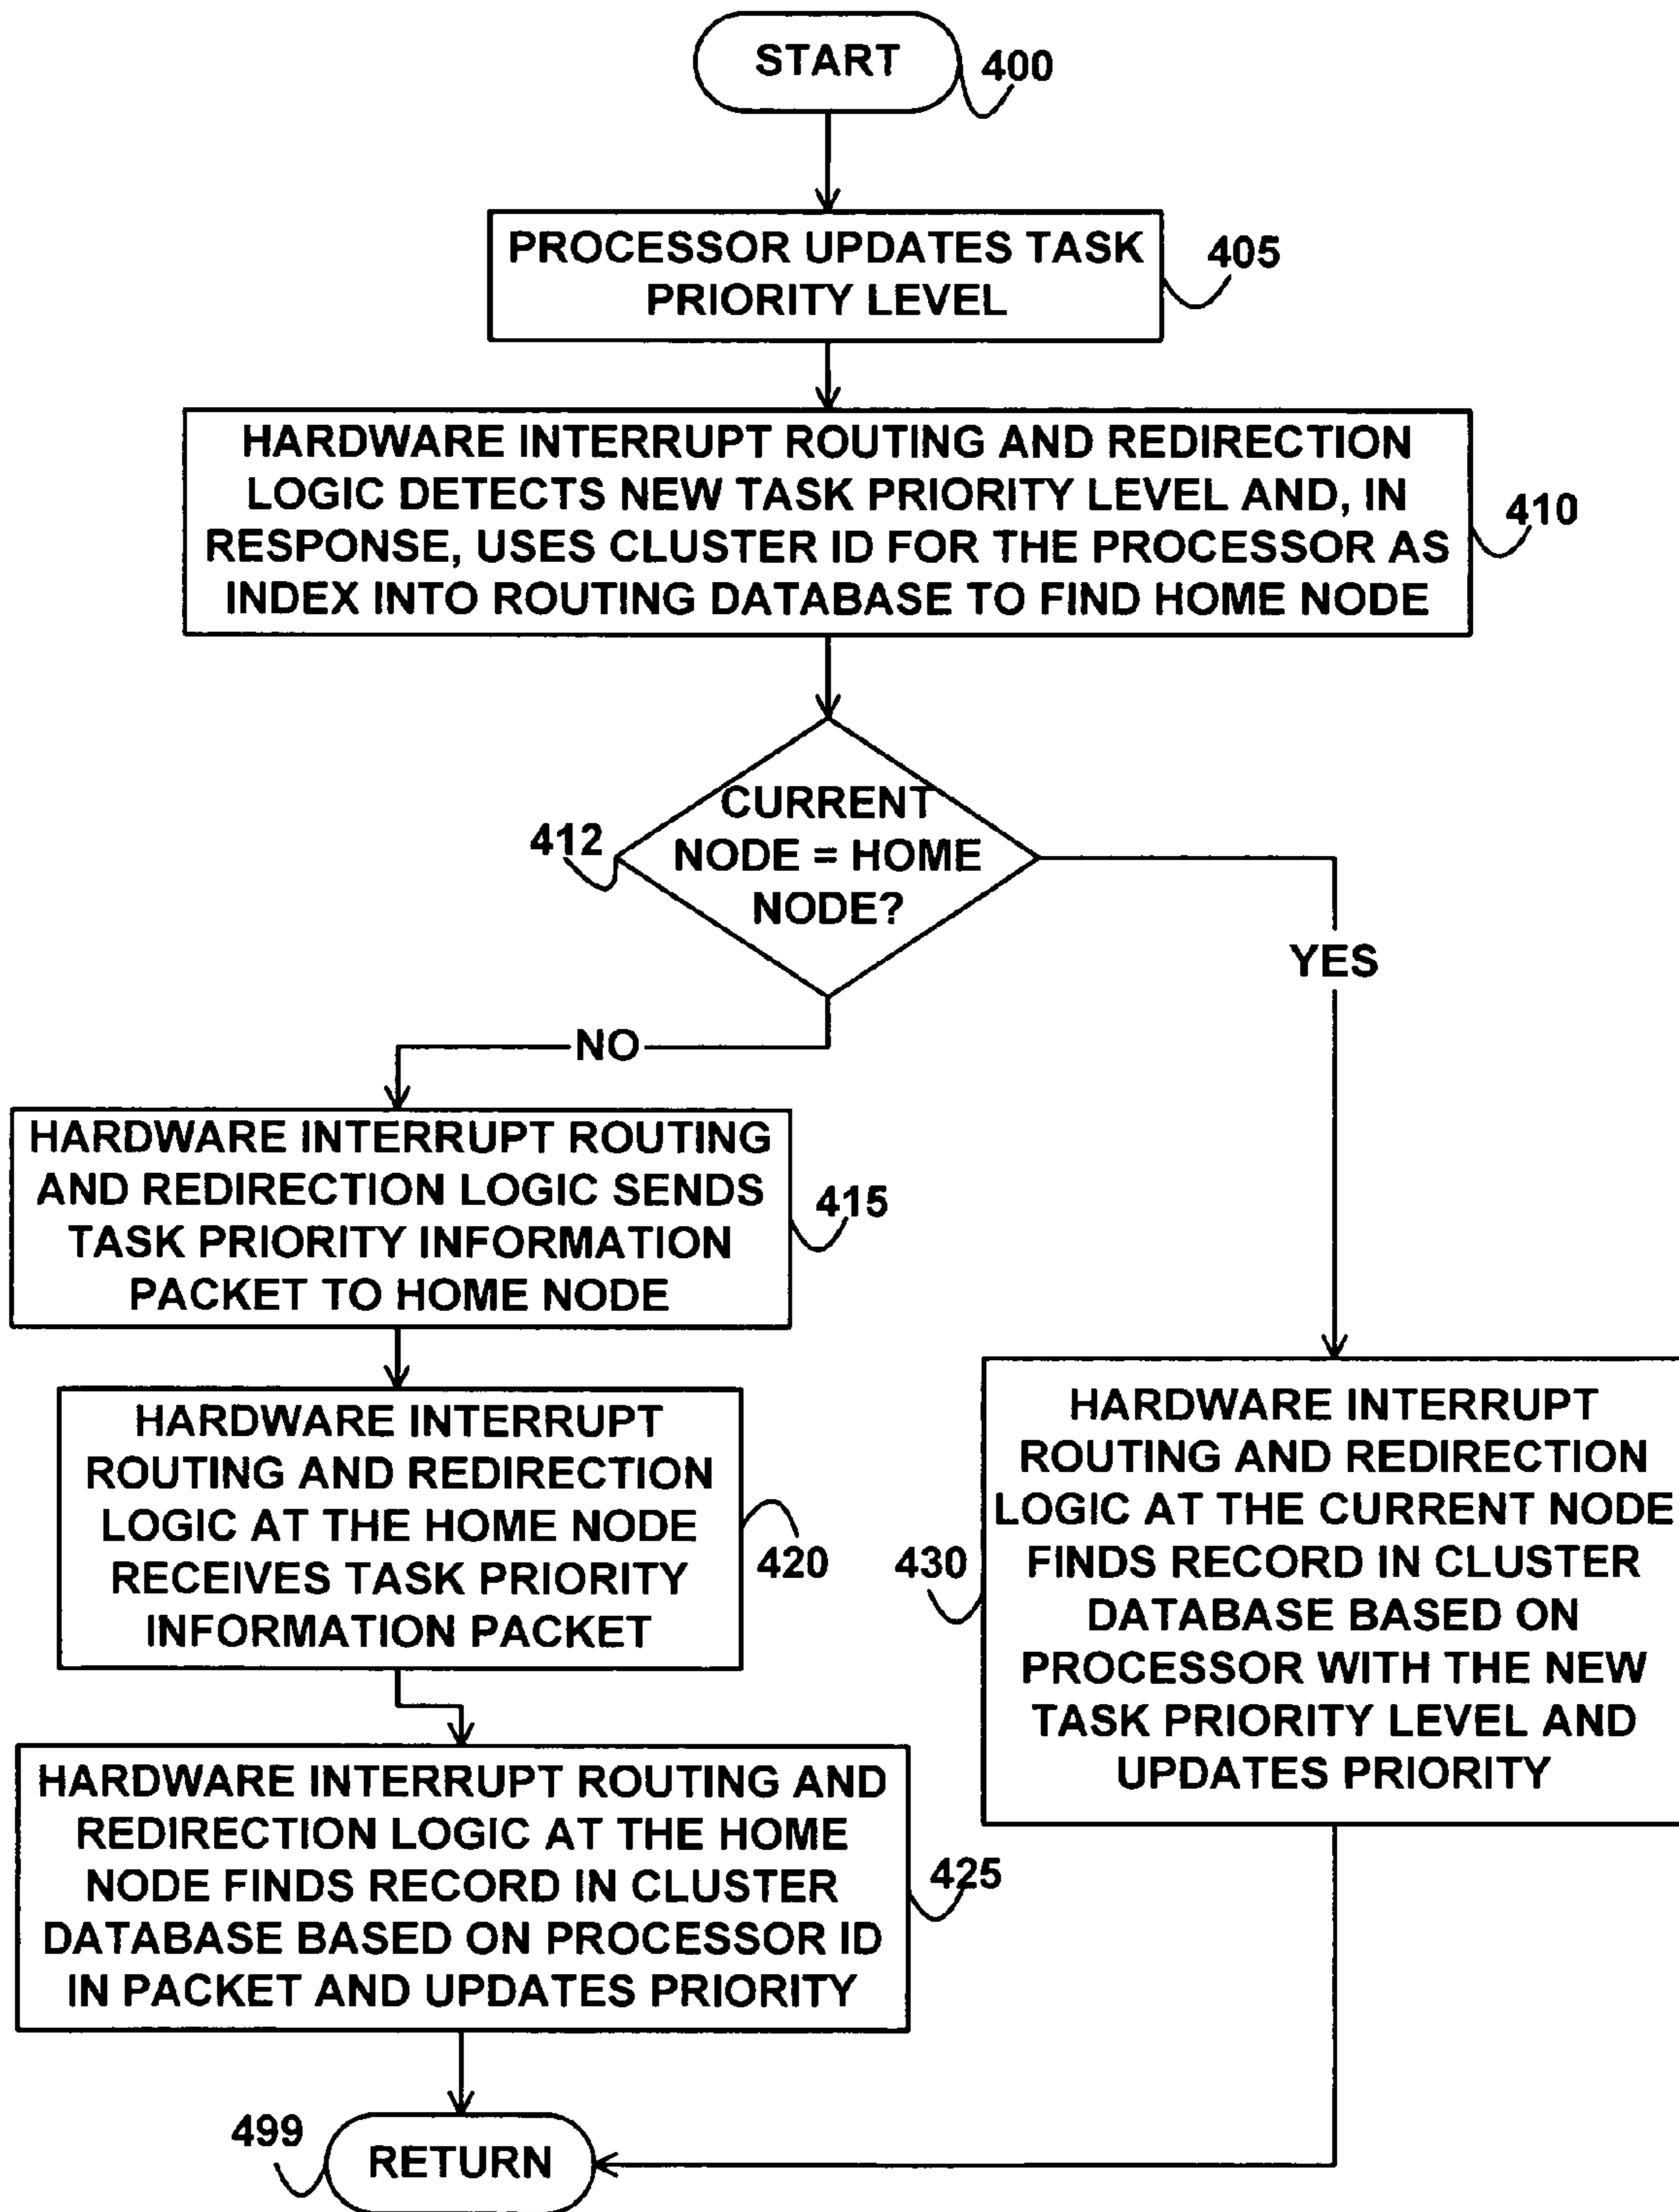 START
400
PROCESSOR UPDATES TASK
PRIORITY LEVEL
405
HARDWARE INTERRUPT ROUTING AND REDIRECTION
LOGIC DETECTS NEW TASK PRIORITY LEVEL AND, IN
RESPONSE, USES CLUSTER ID FOR THE PROCESSOR AS
INDEX INTO ROUTING DATABASE TO FIND HOME NODE
410
CURRENT
NODE = HOME
NODE?
412
YES
NO
HARDWARE INTERRUPT ROUTING
AND REDIRECTION LOGIC SENDS
TASK PRIORITY INFORMATION
PACKET TO HOME NODE
415
HARDWARE INTERRUPT
ROUTING AND REDIRECTION
LOGIC AT THE HOME NODE
RECEIVES TASK PRIORITY
INFORMATION PACKET
420
HARDWARE INTERRUPT
ROUTING AND REDIRECTION
LOGIC AT THE CURRENT NODE
FINDS RECORD IN CLUSTER
DATABASE BASED ON
PROCESSOR WITH THE NEW
TASK PRIORITY LEVEL AND
UPDATES PRIORITY
430
HARDWARE INTERRUPT ROUTING AND
REDIRECTION LOGIC AT THE HOME
NODE FINDS RECORD IN CLUSTER
DATABASE BASED ON PROCESSOR ID
IN PACKET AND UPDATES PRIORITY
425
499
RETURN